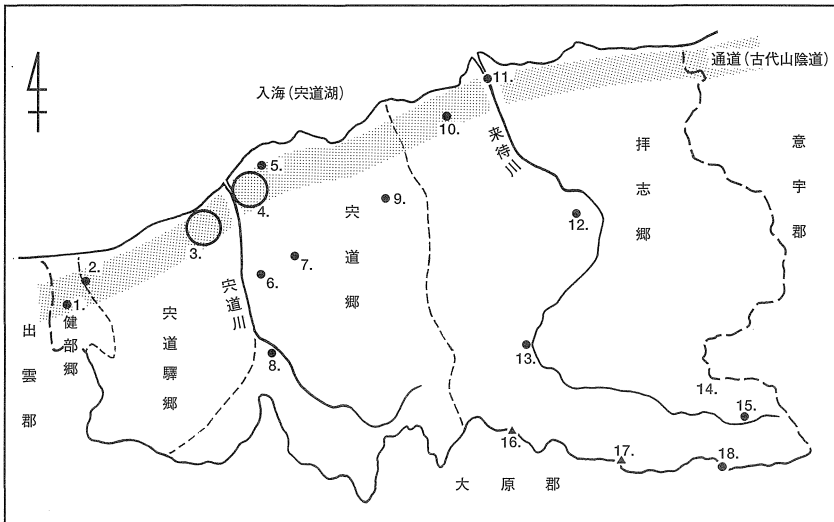 通道（古代山陰道）
入海（宍道湖）
11.
10.
来待川
拝志郷
意宇郡
5.
4.
9.
宍道郷
12.
3.
2.
7.
6.
1.
健部郷
宍道驛郷
宍道川
出雲郡
8.
13.
14.
15.
16.
17.
18.
大原郡